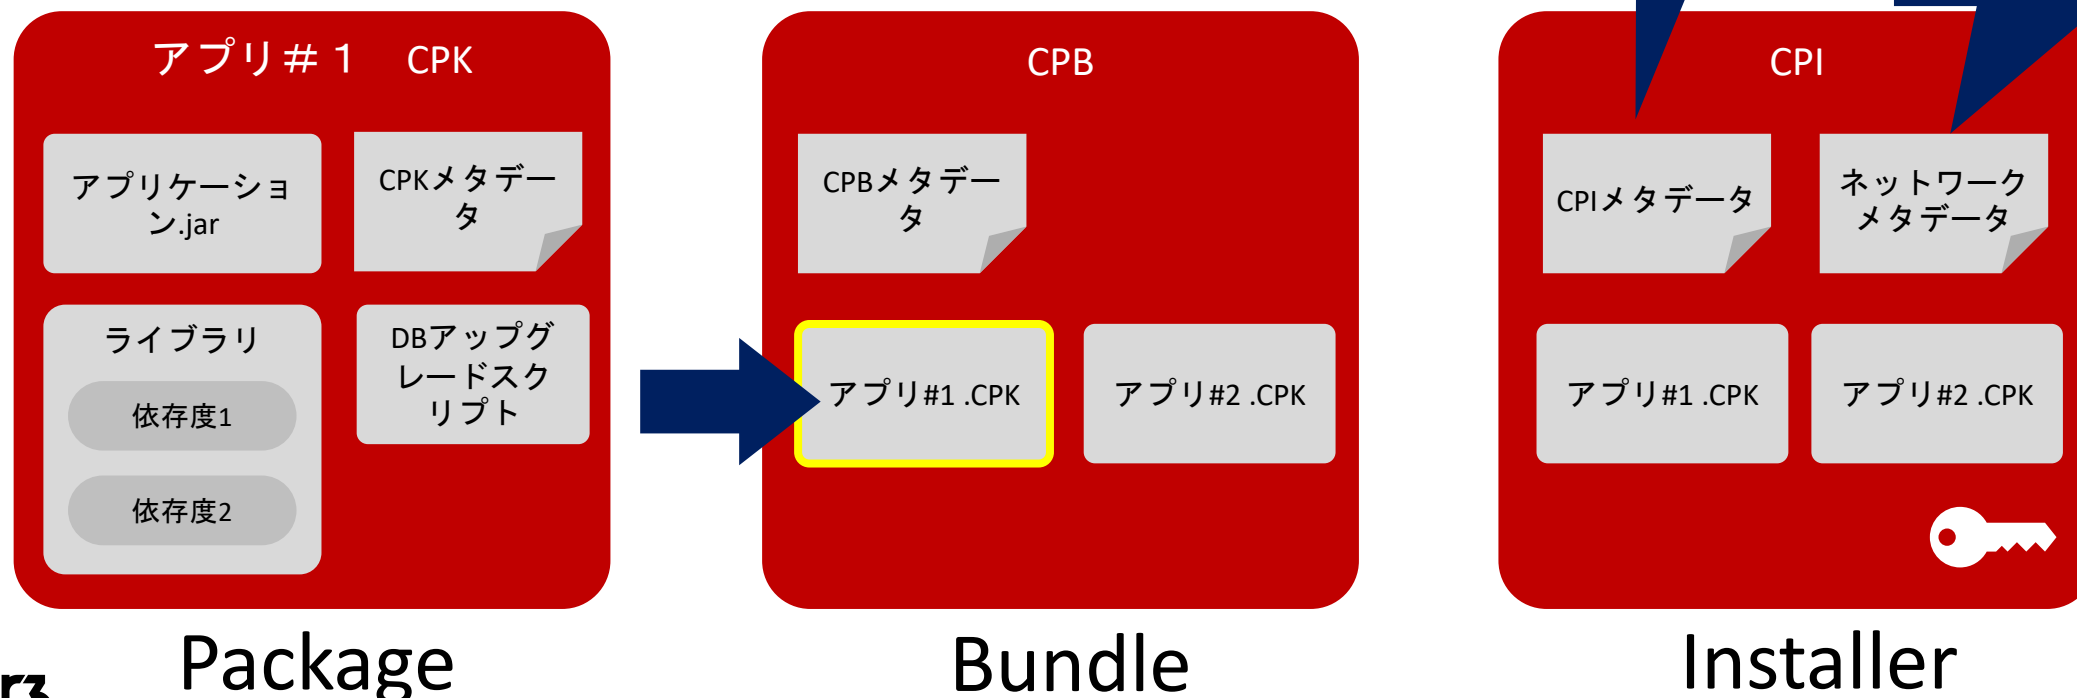 アプリ＃１ CPK
アプリケーショ
ン.jar
CPKメタデー
タ
ライブラリ
依存度1
依存度2
DBアップグ
レードスク
リプト
Package
CPB
CPBメタデー
タ
アプリ#1 .CPK
アプリ#2 .CPK
Bundle
CPI
CPIメタデータ
ネットワーク
メタデータ
アプリ#1 .CPK
アプリ#2 .CPK
Installer
r3